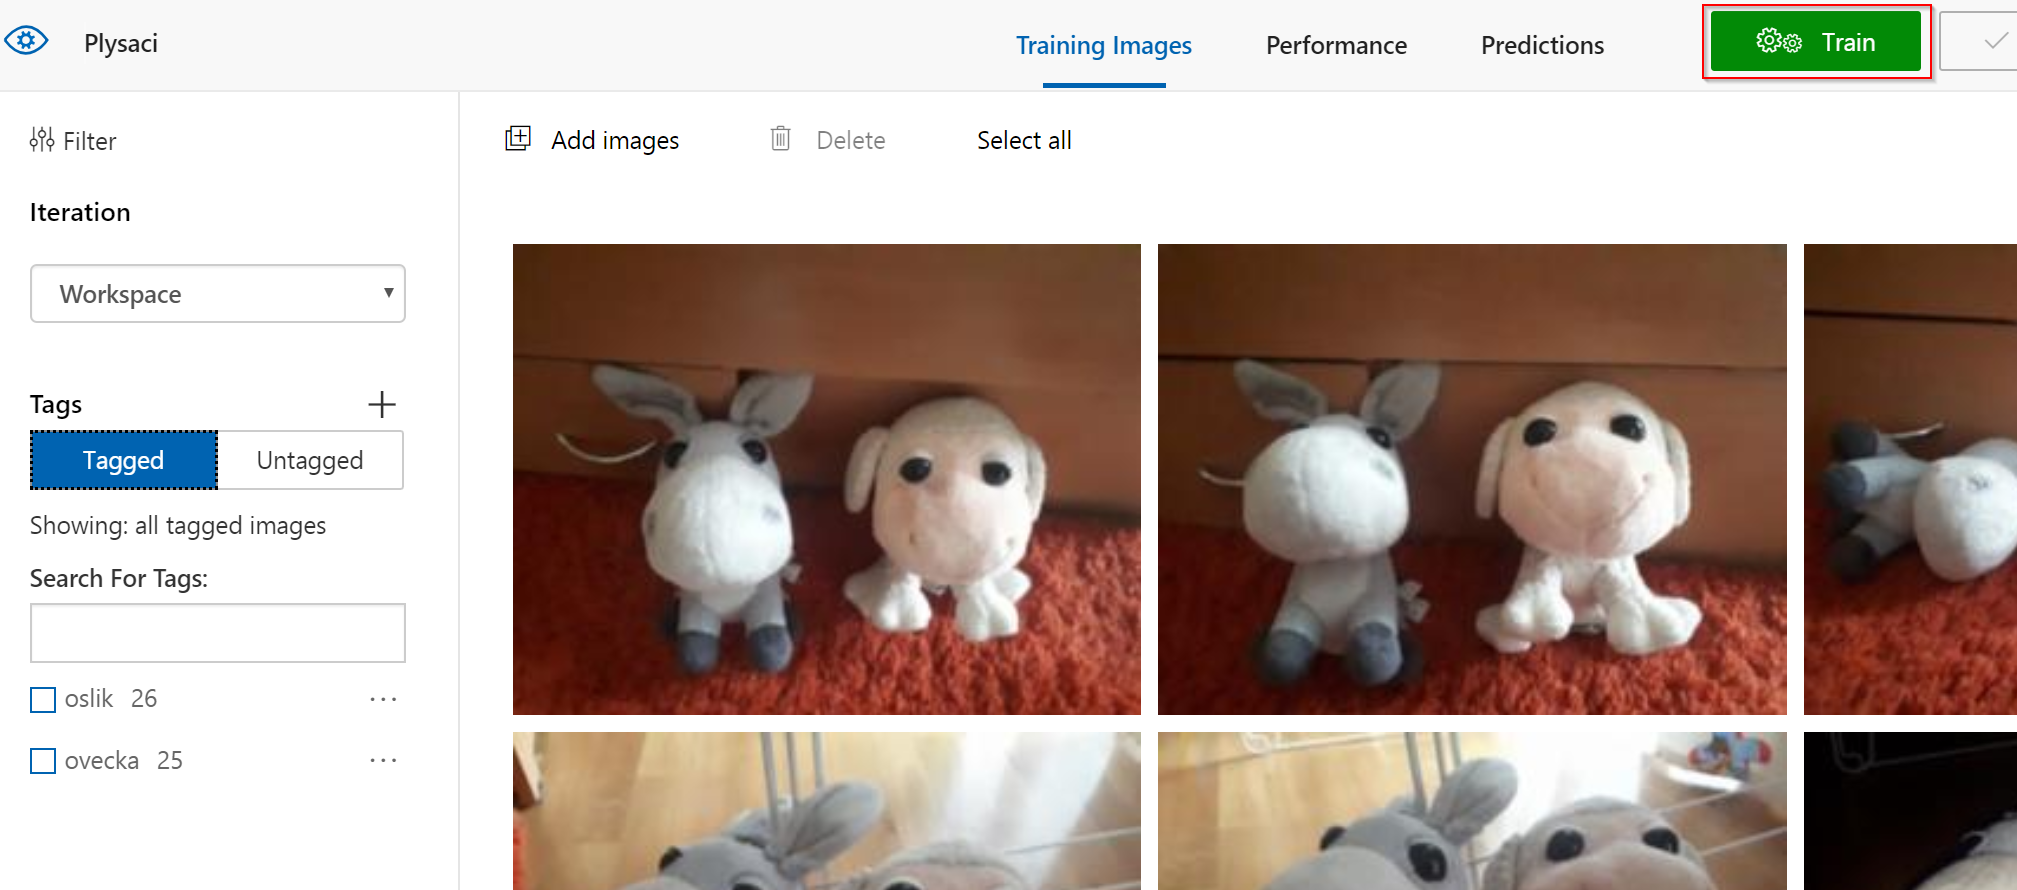 Plysaci
Training Images
Performance
Predictions
Train
Filter
Add images
Delete
Select all
Iteration
Workspace
Tags
Tagged
Untagged
Showing: all tagged images
Search For Tags:
oslik 26
ovecka 25